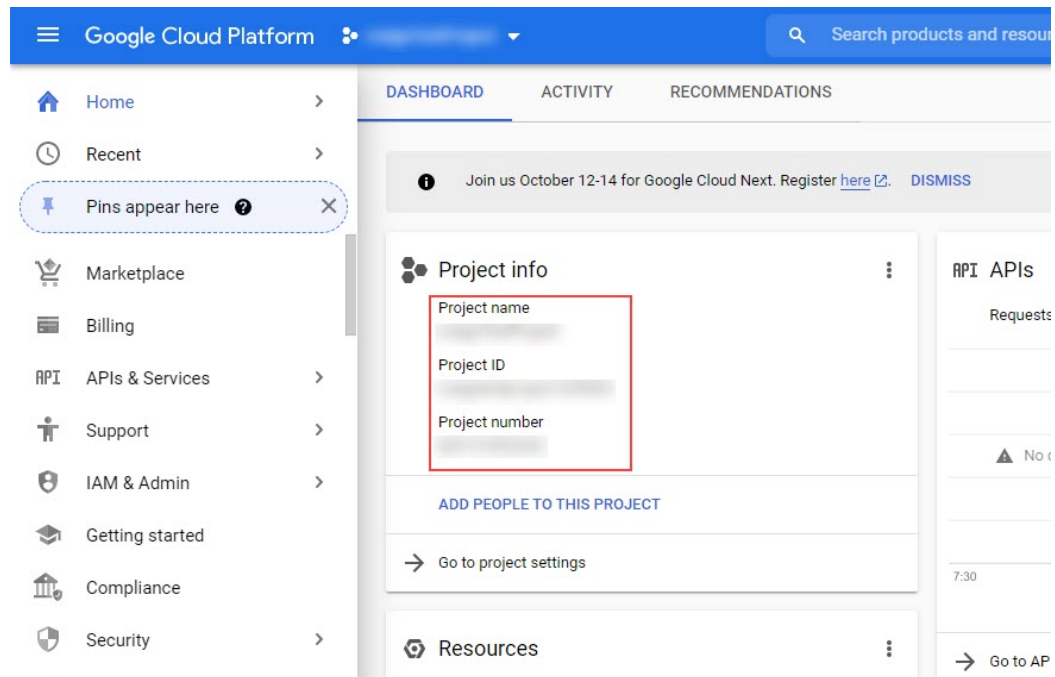 Google Cloud Platform
Search products and resour
Home
Recent
Pins appear here
Marketplace
Billing
API APIs & Services
Support
IAM & Admin
Getting started
Compliance
Security
DASHBOARD ACTIVITY RECOMMENDATIONS
Join us October 12-14 for Google Cloud Next. Register here. DISMISS
Project info
Project name
Project ID
Project number
ADD PEOPLE TO THIS PROJECT
Go to project settings
Resources
API APIs
Requests
No
7:30
Go to AP